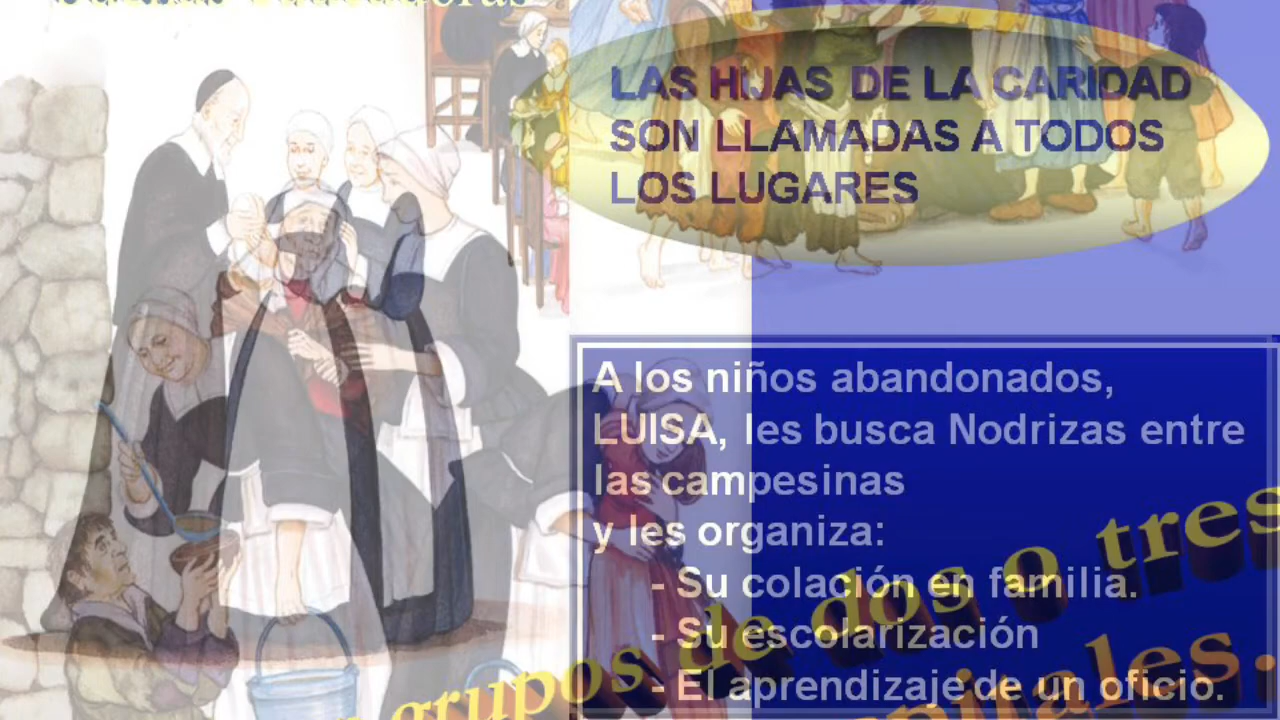 LAS HIJAS DE LA CARIDAD
SON LLAMADAS A TODOS
LOS LUGARES
A los niños abandonados,
LUISA, les busca Nodrizas entre
las campesinas
y les organiza:
- Su colación en familia.
- Su escolarización
- El aprendizaje de un oficio.
grupos de dos o tres